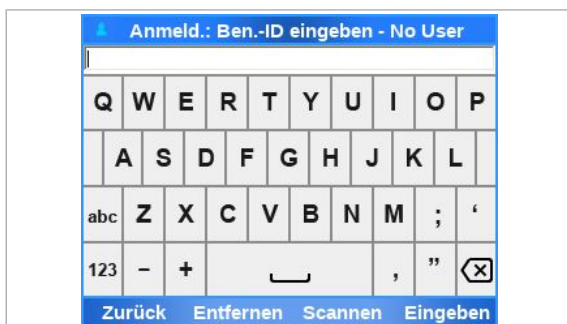 Anmeld.: Ben.-ID eingeben - No User
Q W E R T Y U I O P
A S D F G H J K L
abc Z X C V B N M ; ‘
123 - + , ”
Zurück Entfernen Scannen Eingeben